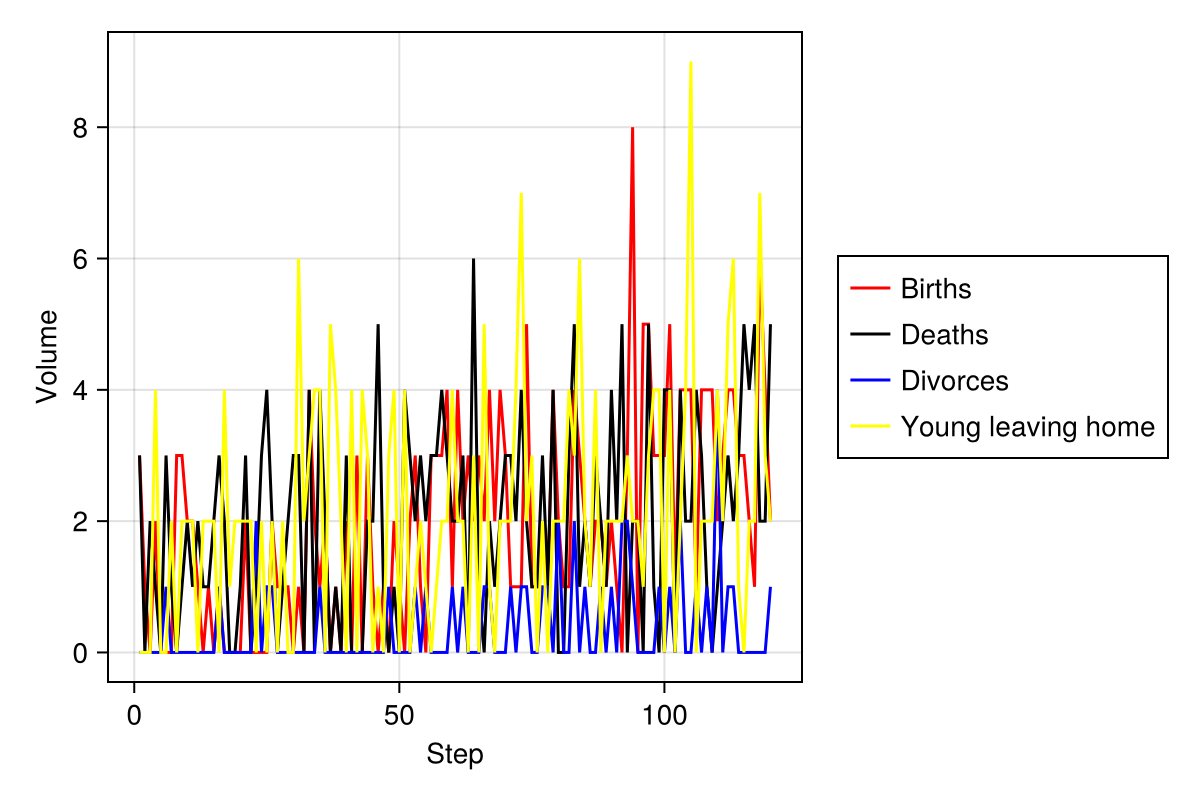 Volume
8
6
4
2
0
0 50 100
Step
Births
Deaths
Divorces
Young leaving home